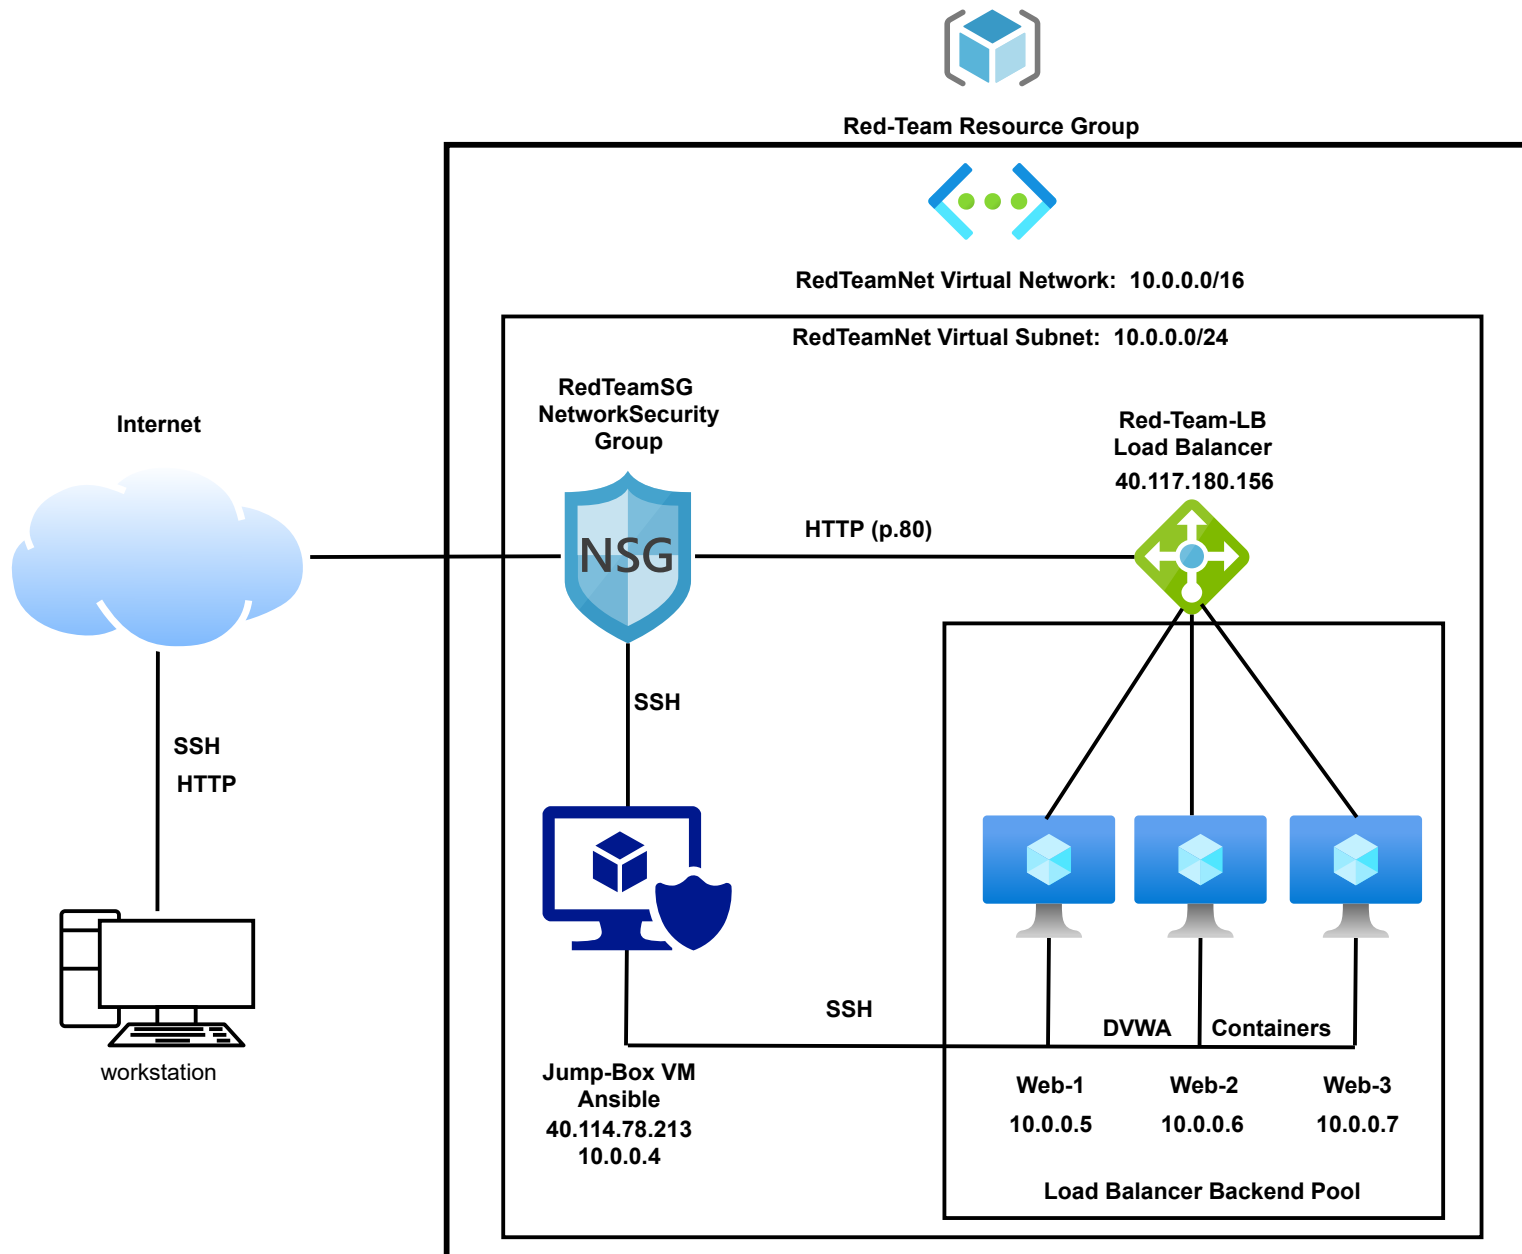 Red-Team Resource Group
RedTeamNet Virtual Network:  10.0.0.0/16
RedTeamNet Virtual Subnet:  10.0.0.0/24
RedTeamSG
NetworkSecurity
Group
Internet
Red-Team-LB
Load Balancer
40.117.180.156
HTTP (p.80)
NSG
SSH
SSH
HTTP
SSH
DVWA Containers
workstation
Jump-Box VM
Ansible
40.114.78.213
10.0.0.4
Web-1
10.0.0.5
Web-2
10.0.0.6
Web-3
10.0.0.7
Load Balancer Backend Pool